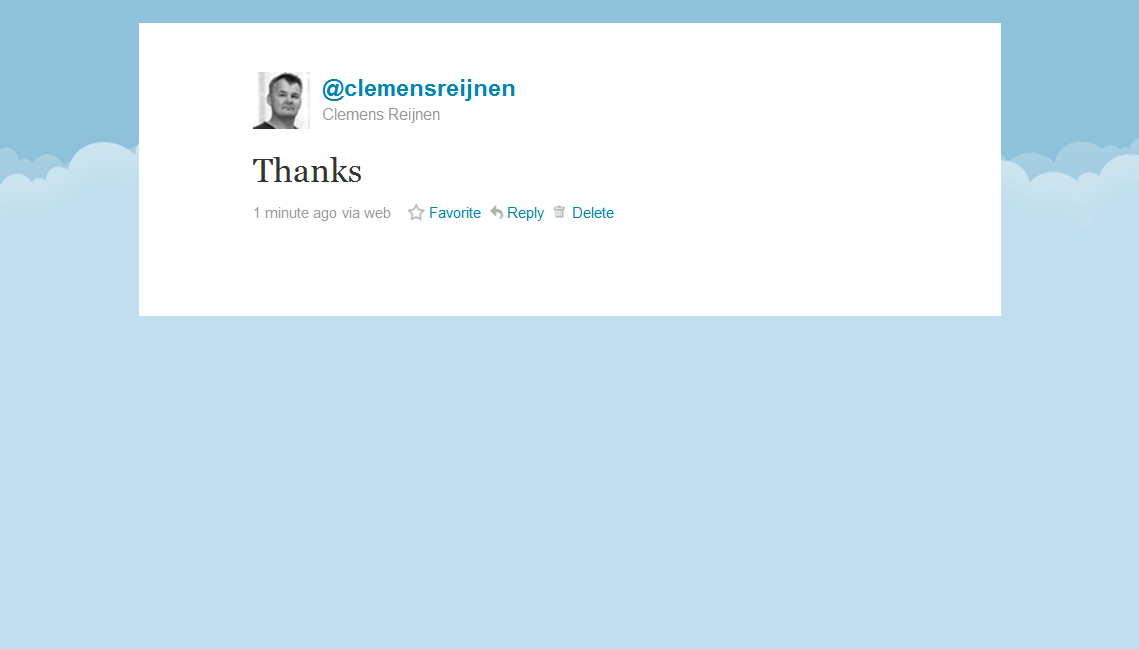 @clemensreijnen
Clemens Reijnen
Thanks
1 minute ago via web Favorite Reply Delete